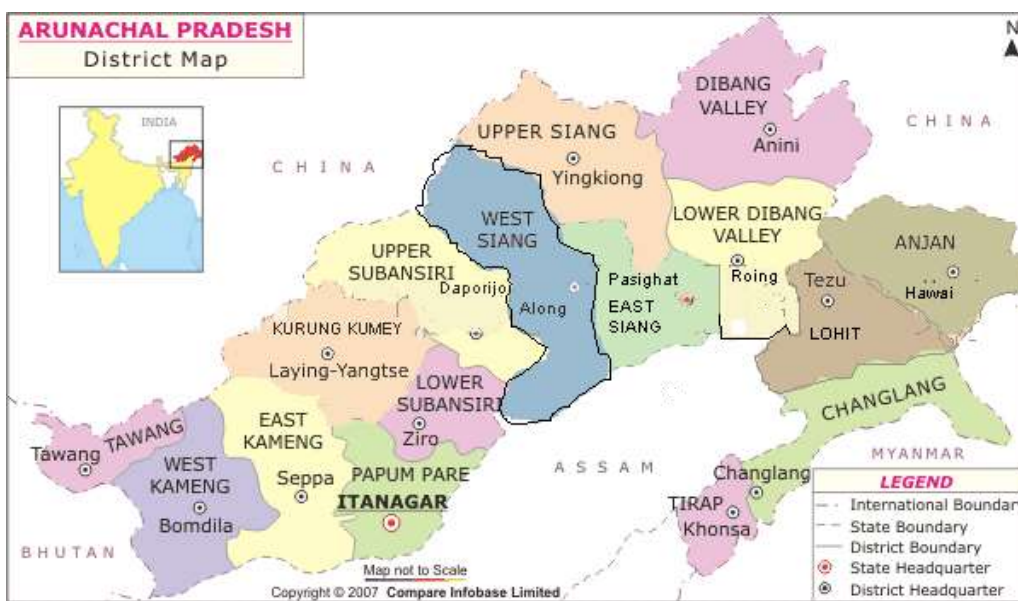 ARUNACHAL PRADESH
District Map
N
INDIA
CHINA
CHINA
DIBANG
VALLEY
Anini
UPPER SIANG
Yingkiong
WEST
SIANG
Along
LOWER DIBANG
VALLEY
Roing
ANJAN
Hawai
UPPER
SUBANSIRI
Daporijo
Pasighat
EAST
SIANG
Tezu
LOHIT
KURUNG KUMEY
Laying-Yangtse
LOWER
SUBANSIRI
Ziro
CHANGLANG
Changlang
EAST
KAMENG
Seppa
TAWANG
Tawang
WEST
KAMENG
Bomdila
PAPUM PARE
ITANAGAR
ASSAM
MYANMAR
TIRAP
Khonsa
BHUTAN
LEGEND
International Boundary
State Boundary
District Boundary
State Headquarter
District Headquarter
Map not to Scale
Copyright © 2007 Compare Infobase Limited